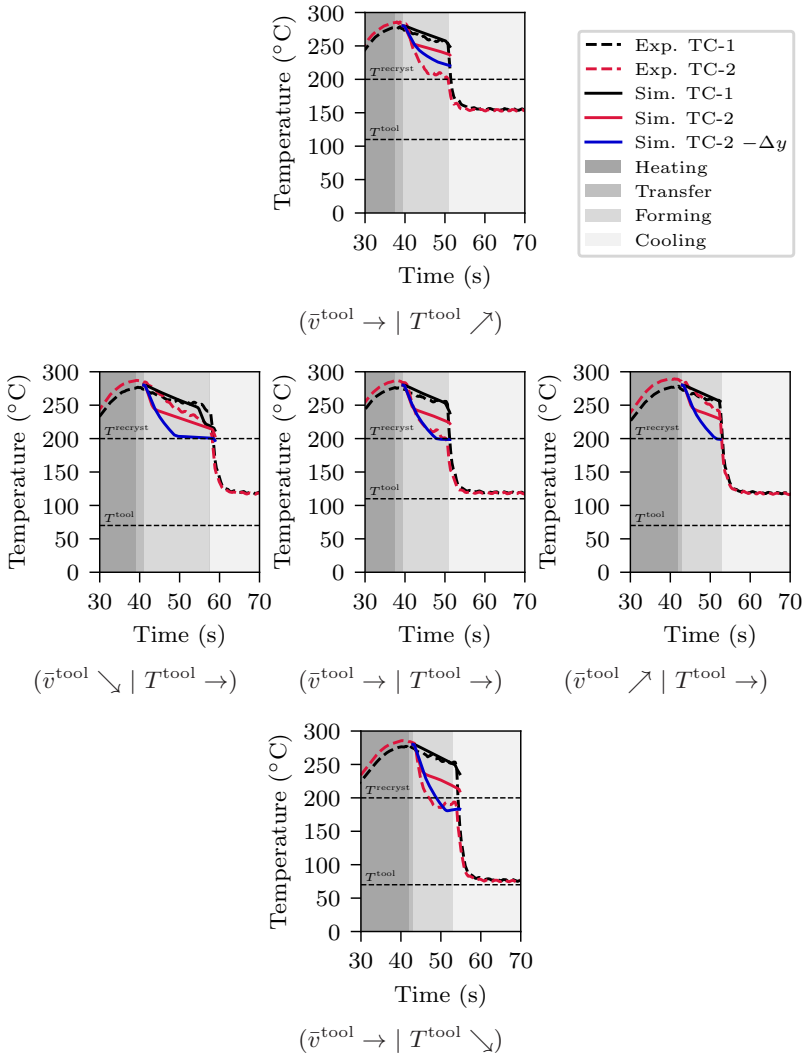 300
250
200
150
100
50
0
Temperature (°C)
T^recryst
T^tool
30 40 50 60 70
Time (s)
(v̄^tool → | T^tool ↗)
Exp. TC-1
Exp. TC-2
Sim. TC-1
Sim. TC-2
Sim. TC-2 −Δy
Heating
Transfer
Forming
Cooling
300
250
200
150
100
50
0
Temperature (°C)
T^recryst
T^tool
30 40 50 60 70
Time (s)
(v̄^tool ↘ | T^tool →)
300
250
200
150
100
50
0
Temperature (°C)
T^recryst
T^tool
30 40 50 60 70
Time (s)
(v̄^tool → | T^tool →)
300
250
200
150
100
50
0
Temperature (°C)
T^recryst
T^tool
30 40 50 60 70
Time (s)
(v̄^tool ↗ | T^tool →)
300
250
200
150
100
50
0
Temperature (°C)
T^recryst
T^tool
30 40 50 60 70
Time (s)
(v̄^tool → | T^tool ↘)